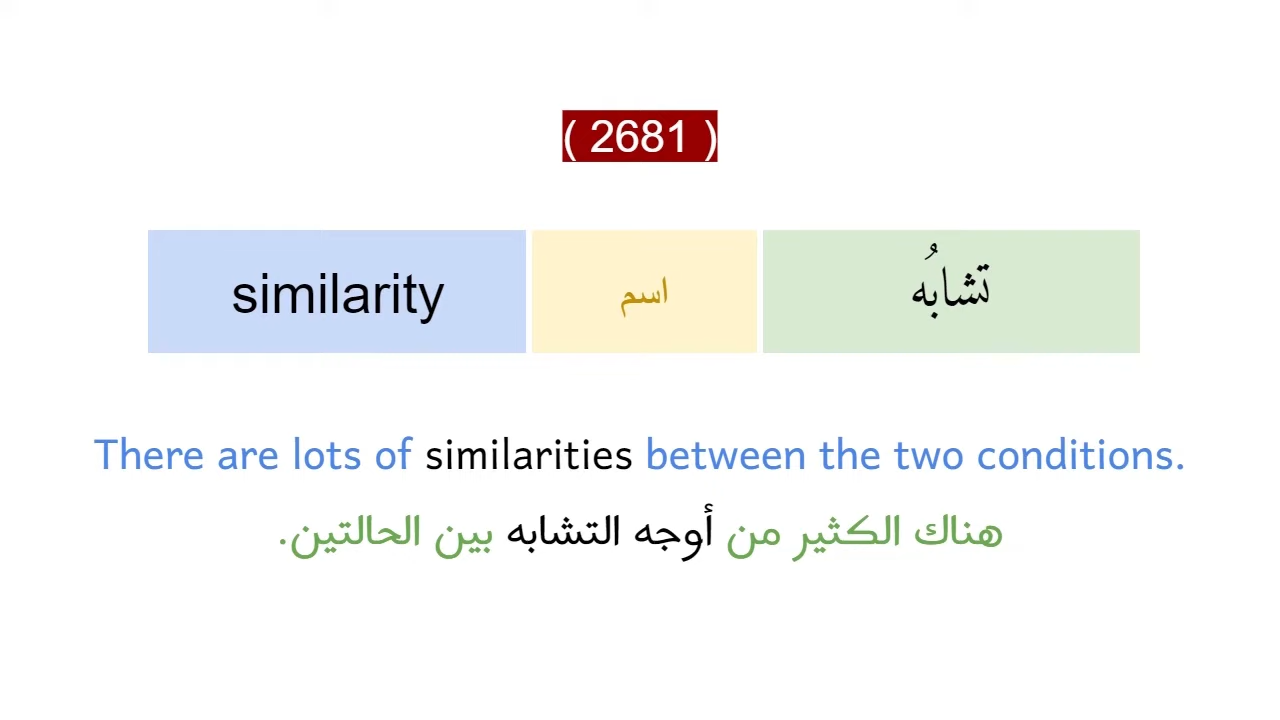 ( 2681 )
similarity
اسم
تشابُه
There are lots of similarities between the two conditions.
هناك الكثير من أوجه التشابه بين الحالتين.